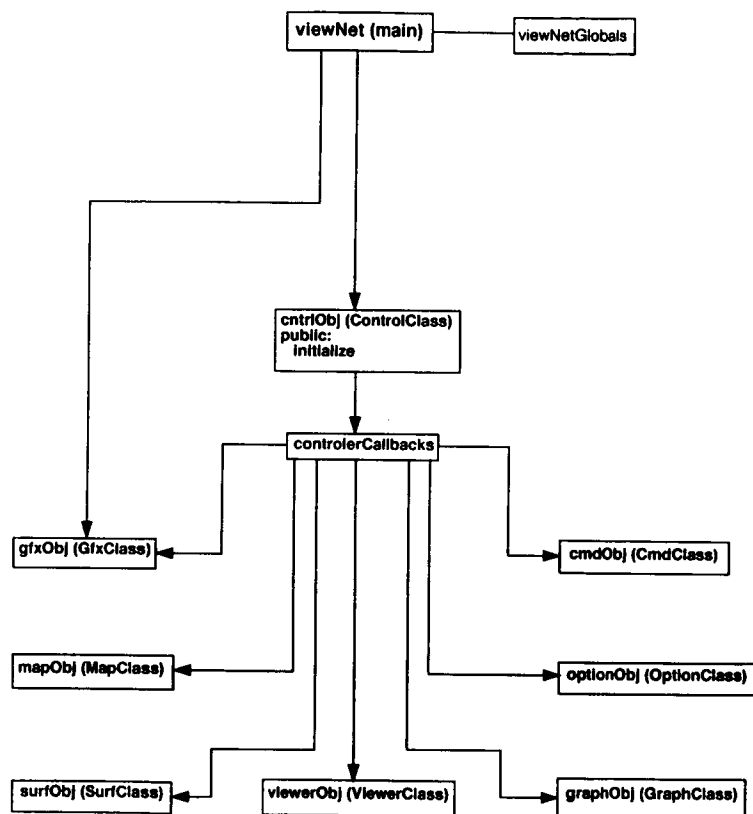 viewNet (main)
viewNetGlobals
cntrlObj (ControlClass)
public:
initialize
controlerCallbacks
gfxObj (GfxClass)
cmdObj (CmdClass)
mapObj (MapClass)
optionObj (OptionClass)
surfObj (SurfClass)
viewerObj (ViewerClass)
graphObj (GraphClass)